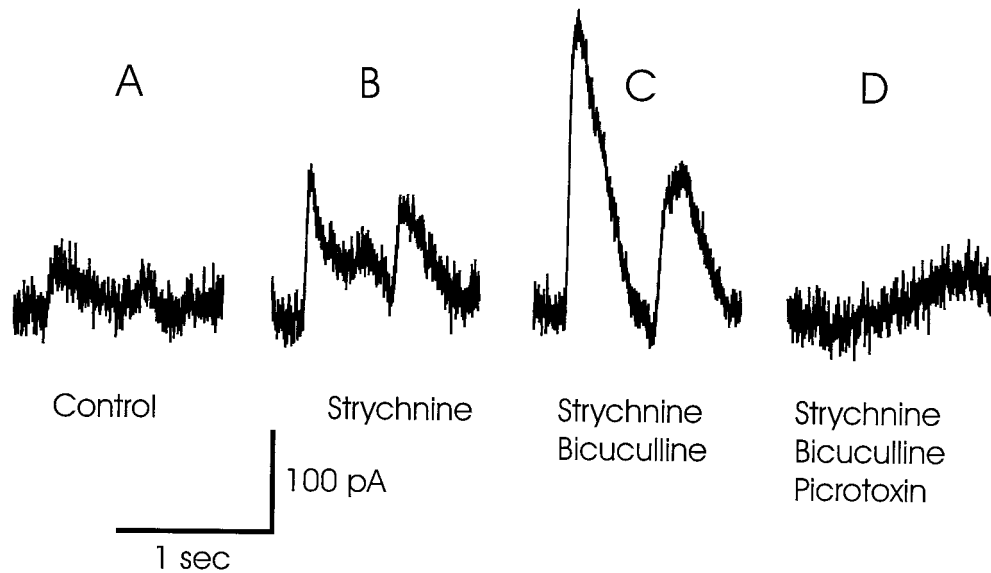 A
B
C
D
Control
Strychnine
Strychnine
Bicuculline
Strychnine
Bicuculline
Picrotoxin
100 pA
1 sec